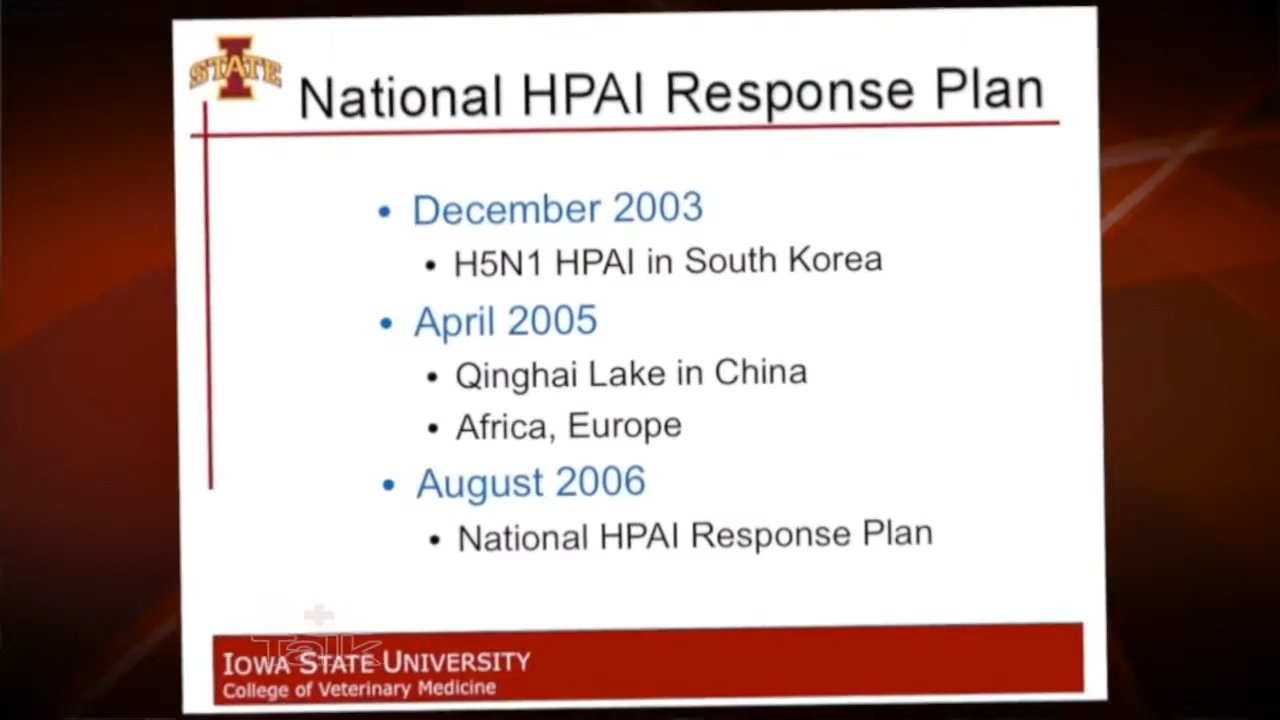 STATE
National HPAI Response Plan
• December 2003
• H5N1 HPAI in South Korea
• April 2005
• Qinghai Lake in China
• Africa, Europe
• August 2006
• National HPAI Response Plan
Talk
IOWA STATE UNIVERSITY
College of Veterinary Medicine